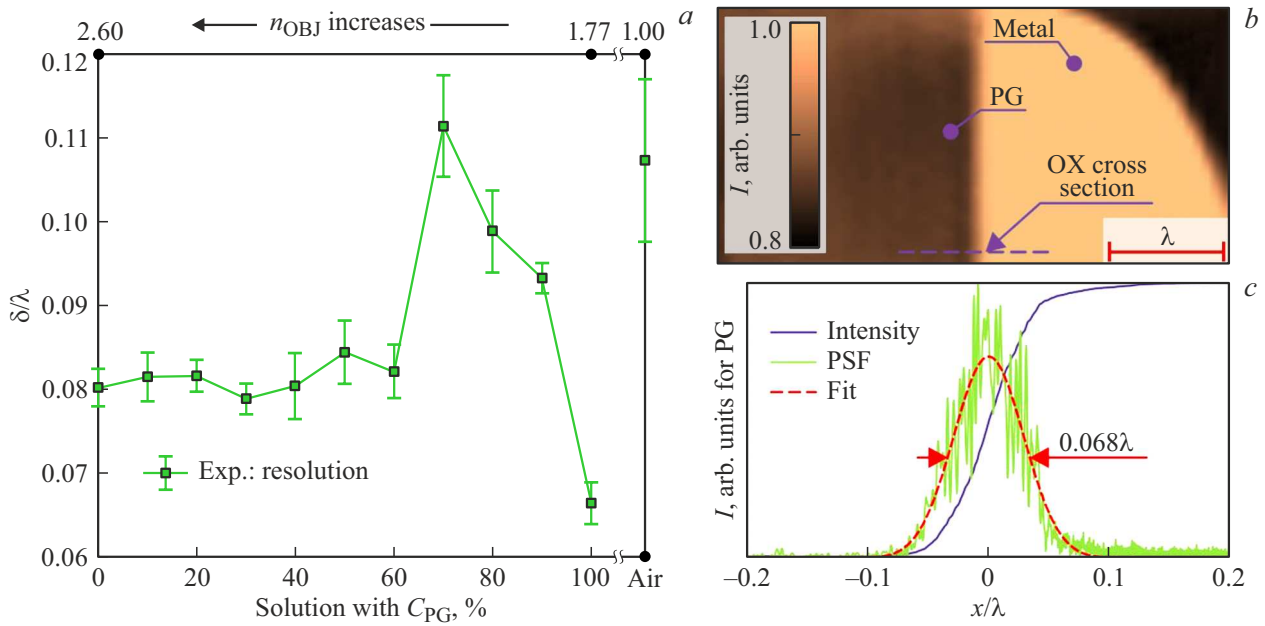 n_OBJ increases
2.60
1.77
1.00
a
0.12
0.11
0.10
0.09
0.08
0.07
0.06
δ/λ
Exp.: resolution
0
20
40
60
80
100
Air
Solution with C_PG, %
b
1.0
0.8
I, arb. units
Metal
PG
OX cross
section
λ
c
I, arb. units for PG
Intensity
PSF
Fit
0.068λ
−0.2
−0.1
0
0.1
0.2
x/λ